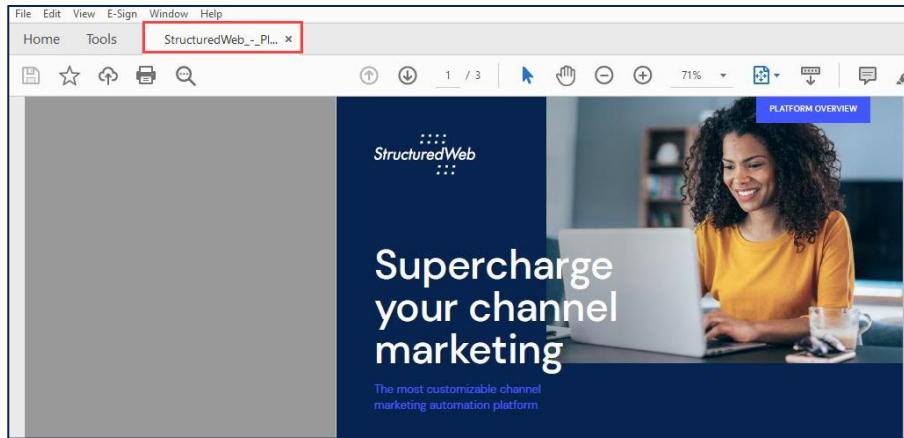 File Edit View E-Sign Window Help
Home Tools StructuredWeb_-_Pl... ×
1 / 3 71%
PLATFORM OVERVIEW
StructuredWeb
Supercharge
your channel
marketing
The most customizable channel
marketing automation platform